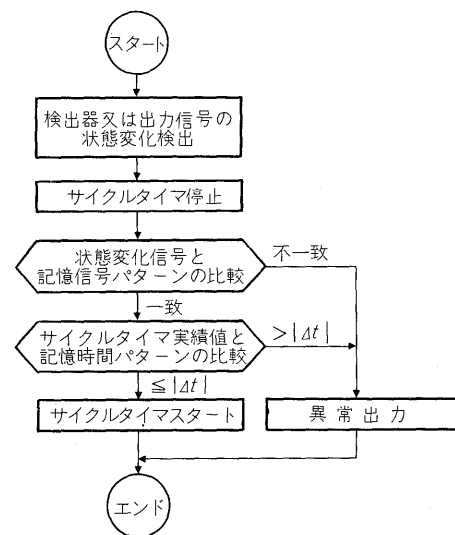 スタート
検出器又は出力信号の
状態変化検出
サイクルタイマ停止
状態変化信号と
記憶信号パターンの比較
不一致
一致
サイクルタイマ実績値と
記憶時間パターンの比較
>|Δt|
≦|Δt|
サイクルタイマスタート
異常出力
エンド